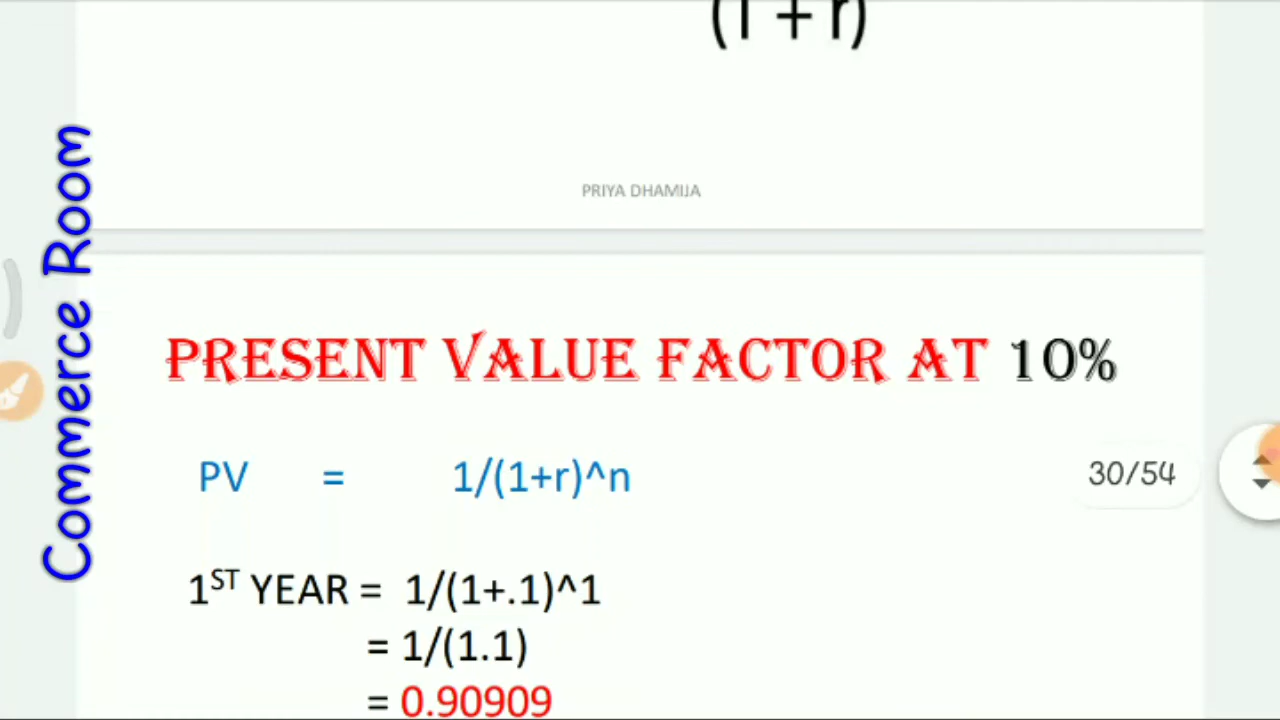 (1 + r)
PRIYA DHAMIJA
Commerce Room
PRESENT VALUE FACTOR AT 10%
PV = 1/(1+r)^n
30/54
1ST YEAR = 1/(1+.1)^1
= 1/(1.1)
= 0.90909